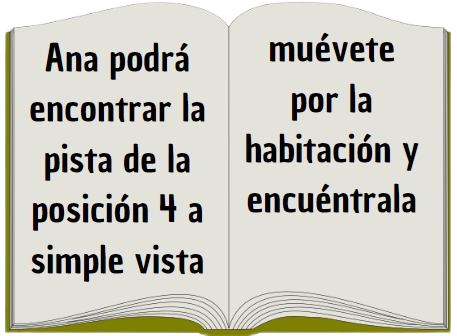 Ana podrá
encontrar la
pista de la
posición 4 a
simple vista
muévete
por la
habitación y
encuéntrala